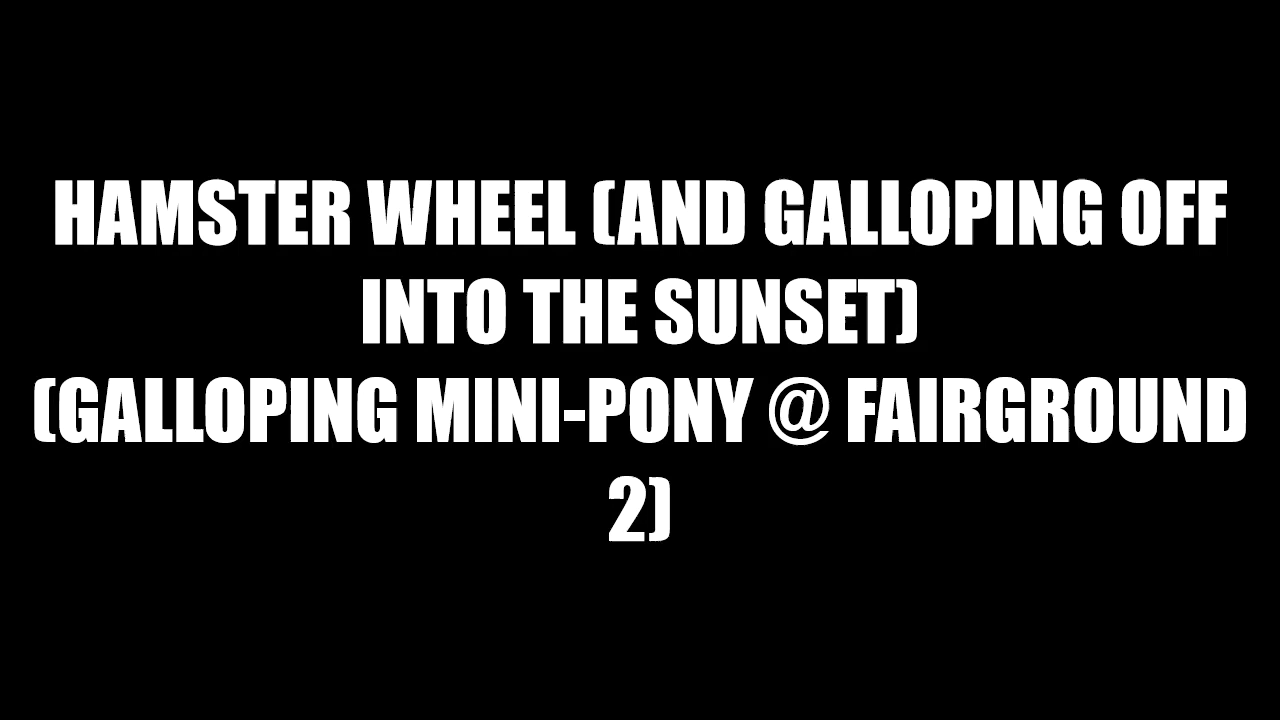 HAMSTER WHEEL (AND GALLOPING OFF
INTO THE SUNSET)
(GALLOPING MINI-PONY @ FAIRGROUND
2)